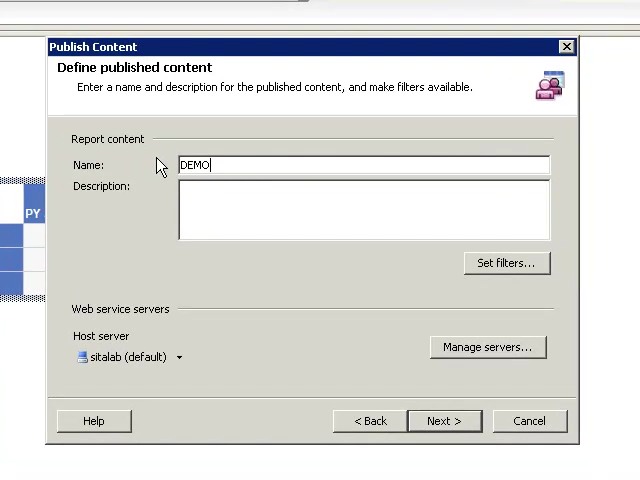 Publish Content
Define published content
Enter a name and description for the published content, and make filters available.
Report content
Name: DEMO
Description:
PY
Set filters...
Web service servers
Host server
Manage servers...
sitalab (default)
Help
< Back
Next >
Cancel